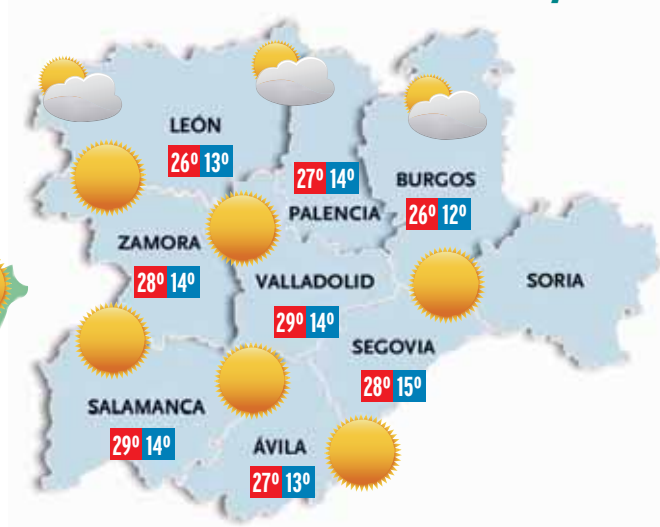 LEÓN
26º 13º
27º 14º
PALENCIA
BURGOS
26º 12º
ZAMORA
28º 14º
VALLADOLID
29º 14º
SORIA
SEGOVIA
28º 15º
SALAMANCA
29º 14º
ÁVILA
27º 13º